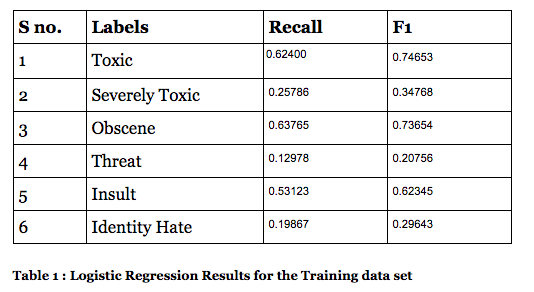 S no. Labels Recall F1
1 Toxic 0.62400 0.74653
2 Severely Toxic 0.25786 0.34768
3 Obscene 0.63765 0.73654
4 Threat 0.12978 0.20756
5 Insult 0.53123 0.62345
6 Identity Hate 0.19867 0.29643
Table 1 : Logistic Regression Results for the Training data set